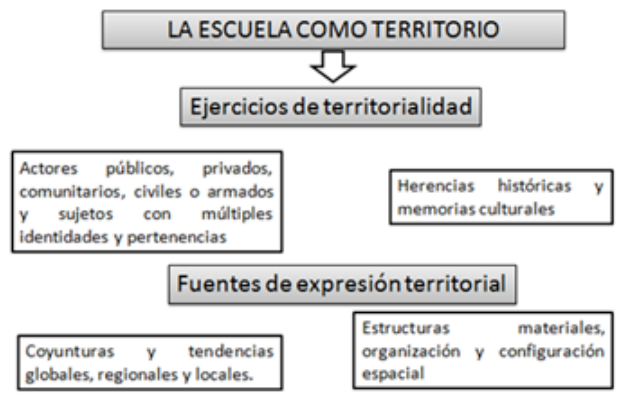 LA ESCUELA COMO TERRITORIO
Ejercicios de territorialidad
Actores públicos, privados,
comunitarios, civiles o armados
y sujetos con múltiples
identidades y pertenencias
Herencias históricas y
memorias culturales
Fuentes de expresión territorial
Coyunturas y tendencias
globales, regionales y locales.
Estructuras materiales,
organización y configuración
espacial